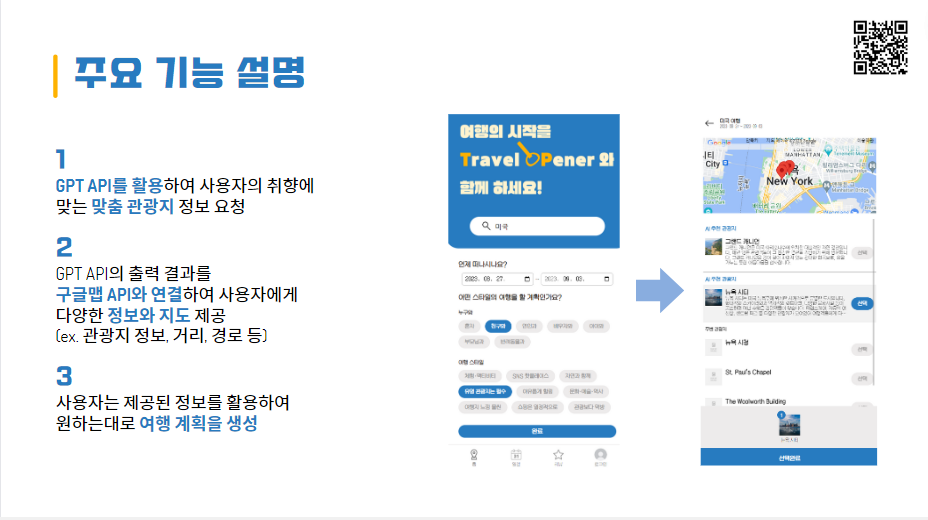 주요 기능 설명
1
GPT API를 활용하여 사용자의 취향에
맞는 맞춤 관광지 정보 요청
2
GPT API의 출력 결과를
구글맵 API와 연결하여 사용자에게
다양한 정보와 지도 제공
(ex. 관광지 정보, 거리, 경로 등)
3
사용자는 제공된 정보를 활용하여
원하는대로 여행 계획을 생성
여행의 시작을
Travel OPener 와
함께 하세요!
미국
언제 떠나시나요?
2023. 08. 27. ~ 2023. 09. 03.
어떤 스타일의 여행을 할 계획인가요?
누구와
혼자 친구와 연인과 배우자와 아이와
부모님과
여행 스타일
체험·액티비티 SNS 핫플레이스 자연과 함께
유명 관광지는 필수 여유롭게 힐링 문화·예술·역사
여행지 느낌 물씬 쇼핑은 열정적으로 관광보다 먹방
완료
홈
미국 여행
Google
MANHATTAN
시티
City
New York
AI 추천 관광지
그랜드 캐니언
선택
AI 추천 관광지
뉴욕 시티
선택
주변 관광지
뉴욕 시청
선택
St. Paul's Chapel
선택
The Woolworth Building
1
뉴욕 시티
선택완료